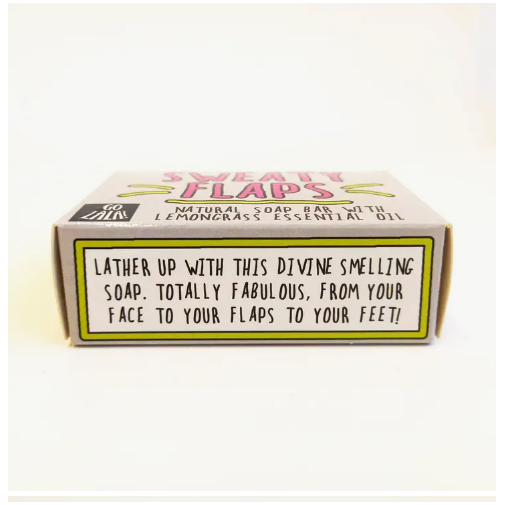 SWEATY
FLAPS
GO
LALA!
NATURAL SOAP BAR WITH
LEMONGRASS ESSENTIAL OIL
LATHER UP WITH THIS DIVINE SMELLING
SOAP. TOTALLY FABULOUS, FROM YOUR
FACE TO YOUR FLAPS TO YOUR FEET!